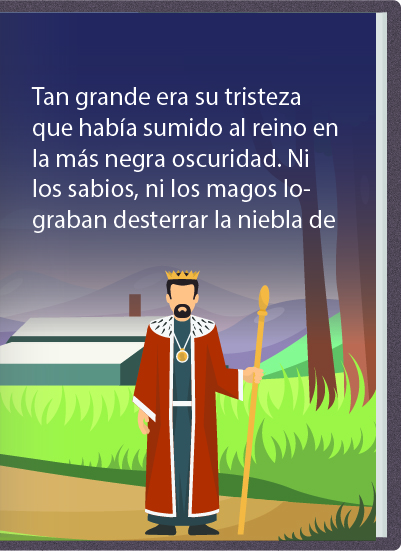 Tan grande era su tristeza
que había sumido al reino en
la más negra oscuridad. Ni
los sabios, ni los magos lo-
graban desterrar la niebla de